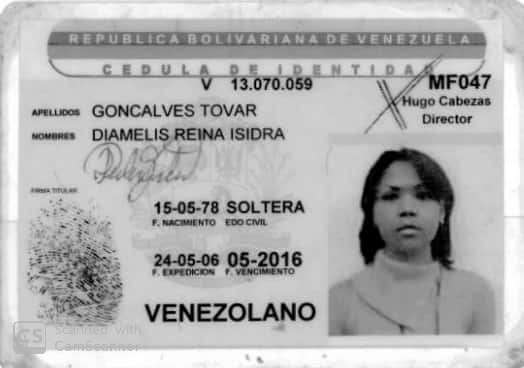 REPUBLICA BOLIVARIANA DE VENEZUELA
CEDULA DE IDENTIDAD
V 13.070.059
MF047
Hugo Cabezas
Director
APELLIDOS GONCALVES TOVAR
NOMBRES DIAMELIS REINA ISIDRA
FIRMA TITULAR
15-05-78 SOLTERA
F. NACIMIENTO EDO CIVIL
24-05-06 05-2016
F. EXPEDICION F. VENCIMIENTO
VENEZOLANO
CS Scanned with
CamScanner